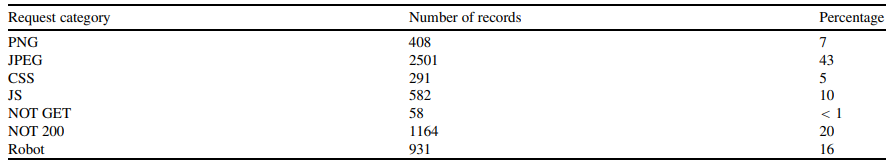 Request category Number of records Percentage
PNG 408 7
JPEG 2501 43
CSS 291 5
JS 582 10
NOT GET 58 < 1
NOT 200 1164 20
Robot 931 16